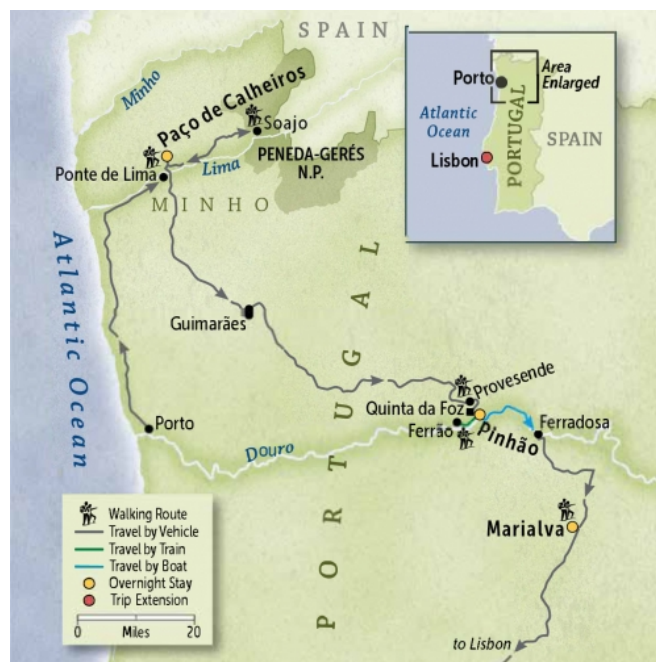 SPAIN
Minho
Paço de Calheiros
Soajo
PENEDA-GERÉS
N.P.
Ponte de Lima
Lima
MINHO
Atlantic Ocean
PORTUGAL
Guimarães
Porto
Douro
Provesende
Quinta da Foz
Ferrão
Pinhão
Ferradosa
Marialva
to Lisbon
Porto
Area
Enlarged
Atlantic
Ocean
PORTUGAL
SPAIN
Lisbon
Walking Route
Travel by Vehicle
Travel by Train
Travel by Boat
Overnight Stay
Trip Extension
0 Miles 20